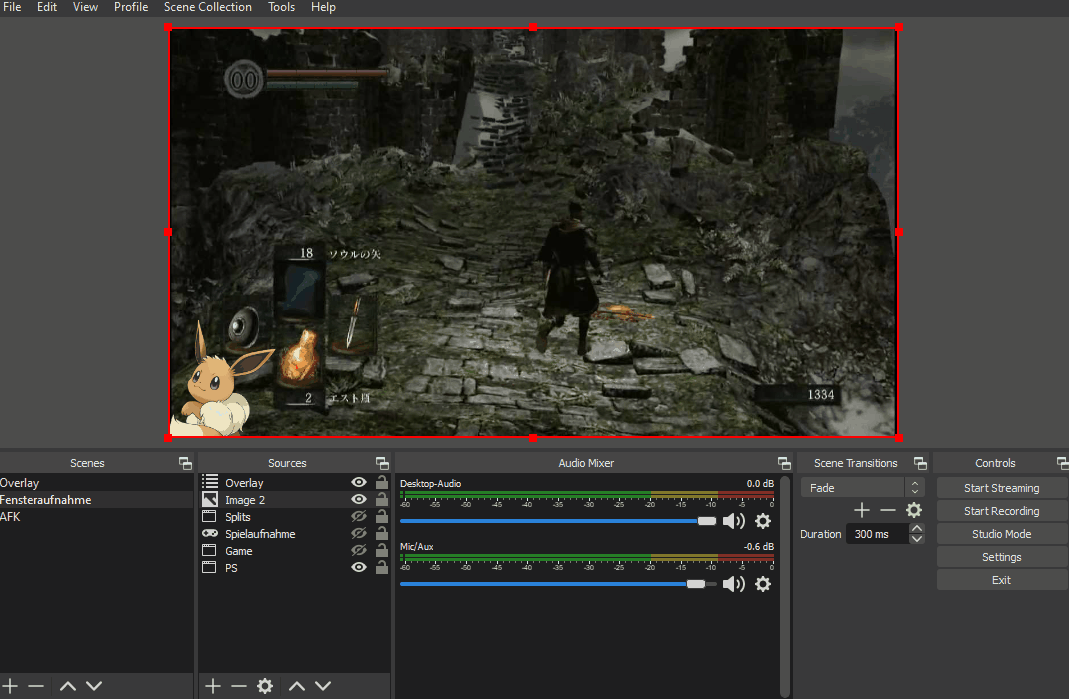 File Edit View Profile Scene Collection Tools Help
00
18 ソウルの矢
2 エスト瓶
1334
Scenes
Overlay
Fensteraufnahme
AFK
Sources
Overlay
Image 2
Splits
Spielaufnahme
Game
PS
Audio Mixer
Desktop-Audio 0.0 dB
-60 -55 -50 -45 -40 -35 -30 -25 -20 -15 -10 -5 0
Mic/Aux -0.6 dB
-60 -55 -50 -45 -40 -35 -30 -25 -20 -15 -10 -5 0
Scene Transitions
Fade
Duration 300 ms
Controls
Start Streaming
Start Recording
Studio Mode
Settings
Exit